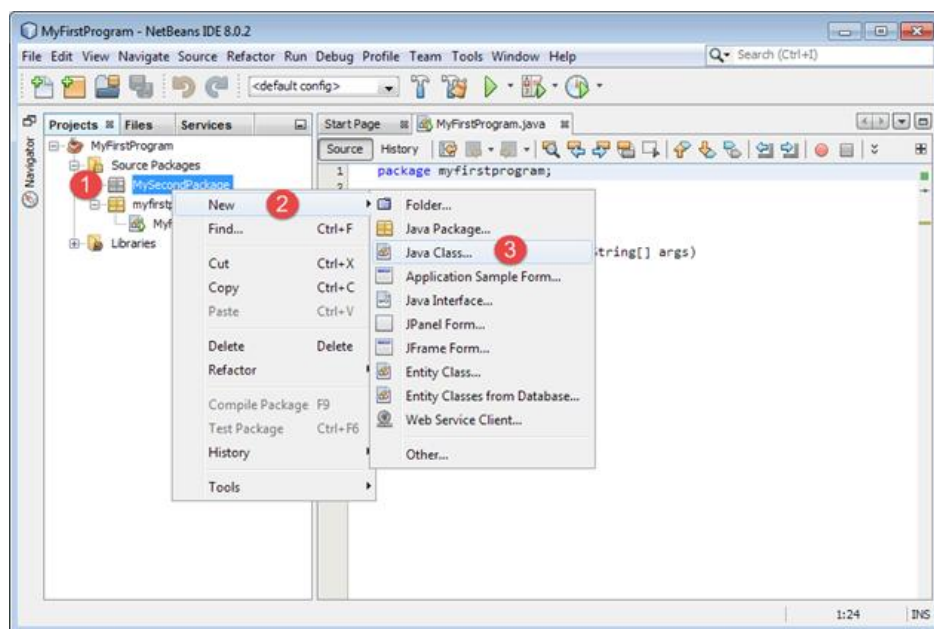 MyFirstProgram - NetBeans IDE 8.0.2
File Edit View Navigate Source Refactor Run Debug Profile Team Tools Window Help
Search (Ctrl+I)
<default config>
Projects Files Services
Start Page MyFirstProgram.java
Navigator
MyFirstProgram
Source Packages
1 MySecondPackage
myfirstp
Myf
Libraries
Source History
1 package myfirstprogram;
2
tring[] args)
New 2
Find... Ctrl+F
Cut Ctrl+X
Copy Ctrl+C
Paste Ctrl+V
Delete Delete
Refactor
Compile Package F9
Test Package Ctrl+F6
History
Tools
Folder...
Java Package...
Java Class... 3
Application Sample Form...
Java Interface...
JPanel Form...
JFrame Form...
Entity Class...
Entity Classes from Database...
Web Service Client...
Other...
1:24 INS